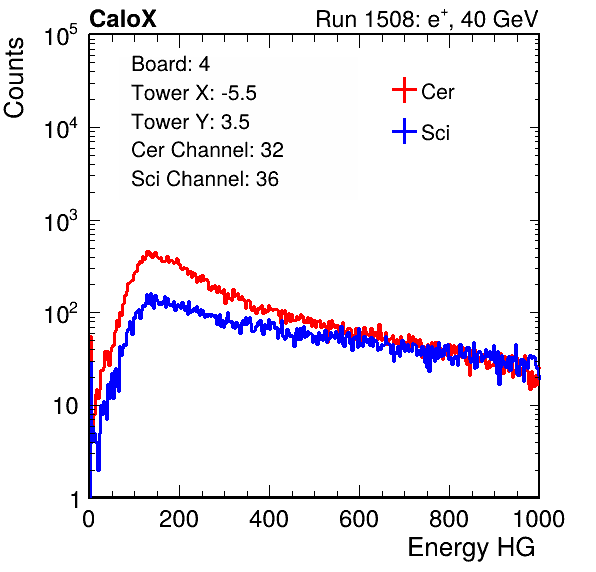 CaloX Run 1508: e⁺, 40 GeV
Counts
Board: 4
Tower X: -5.5
Tower Y: 3.5
Cer Channel: 32
Sci Channel: 36
Cer
Sci
10⁵
10⁴
10³
10²
10
1
0 200 400 600 800 1000
Energy HG